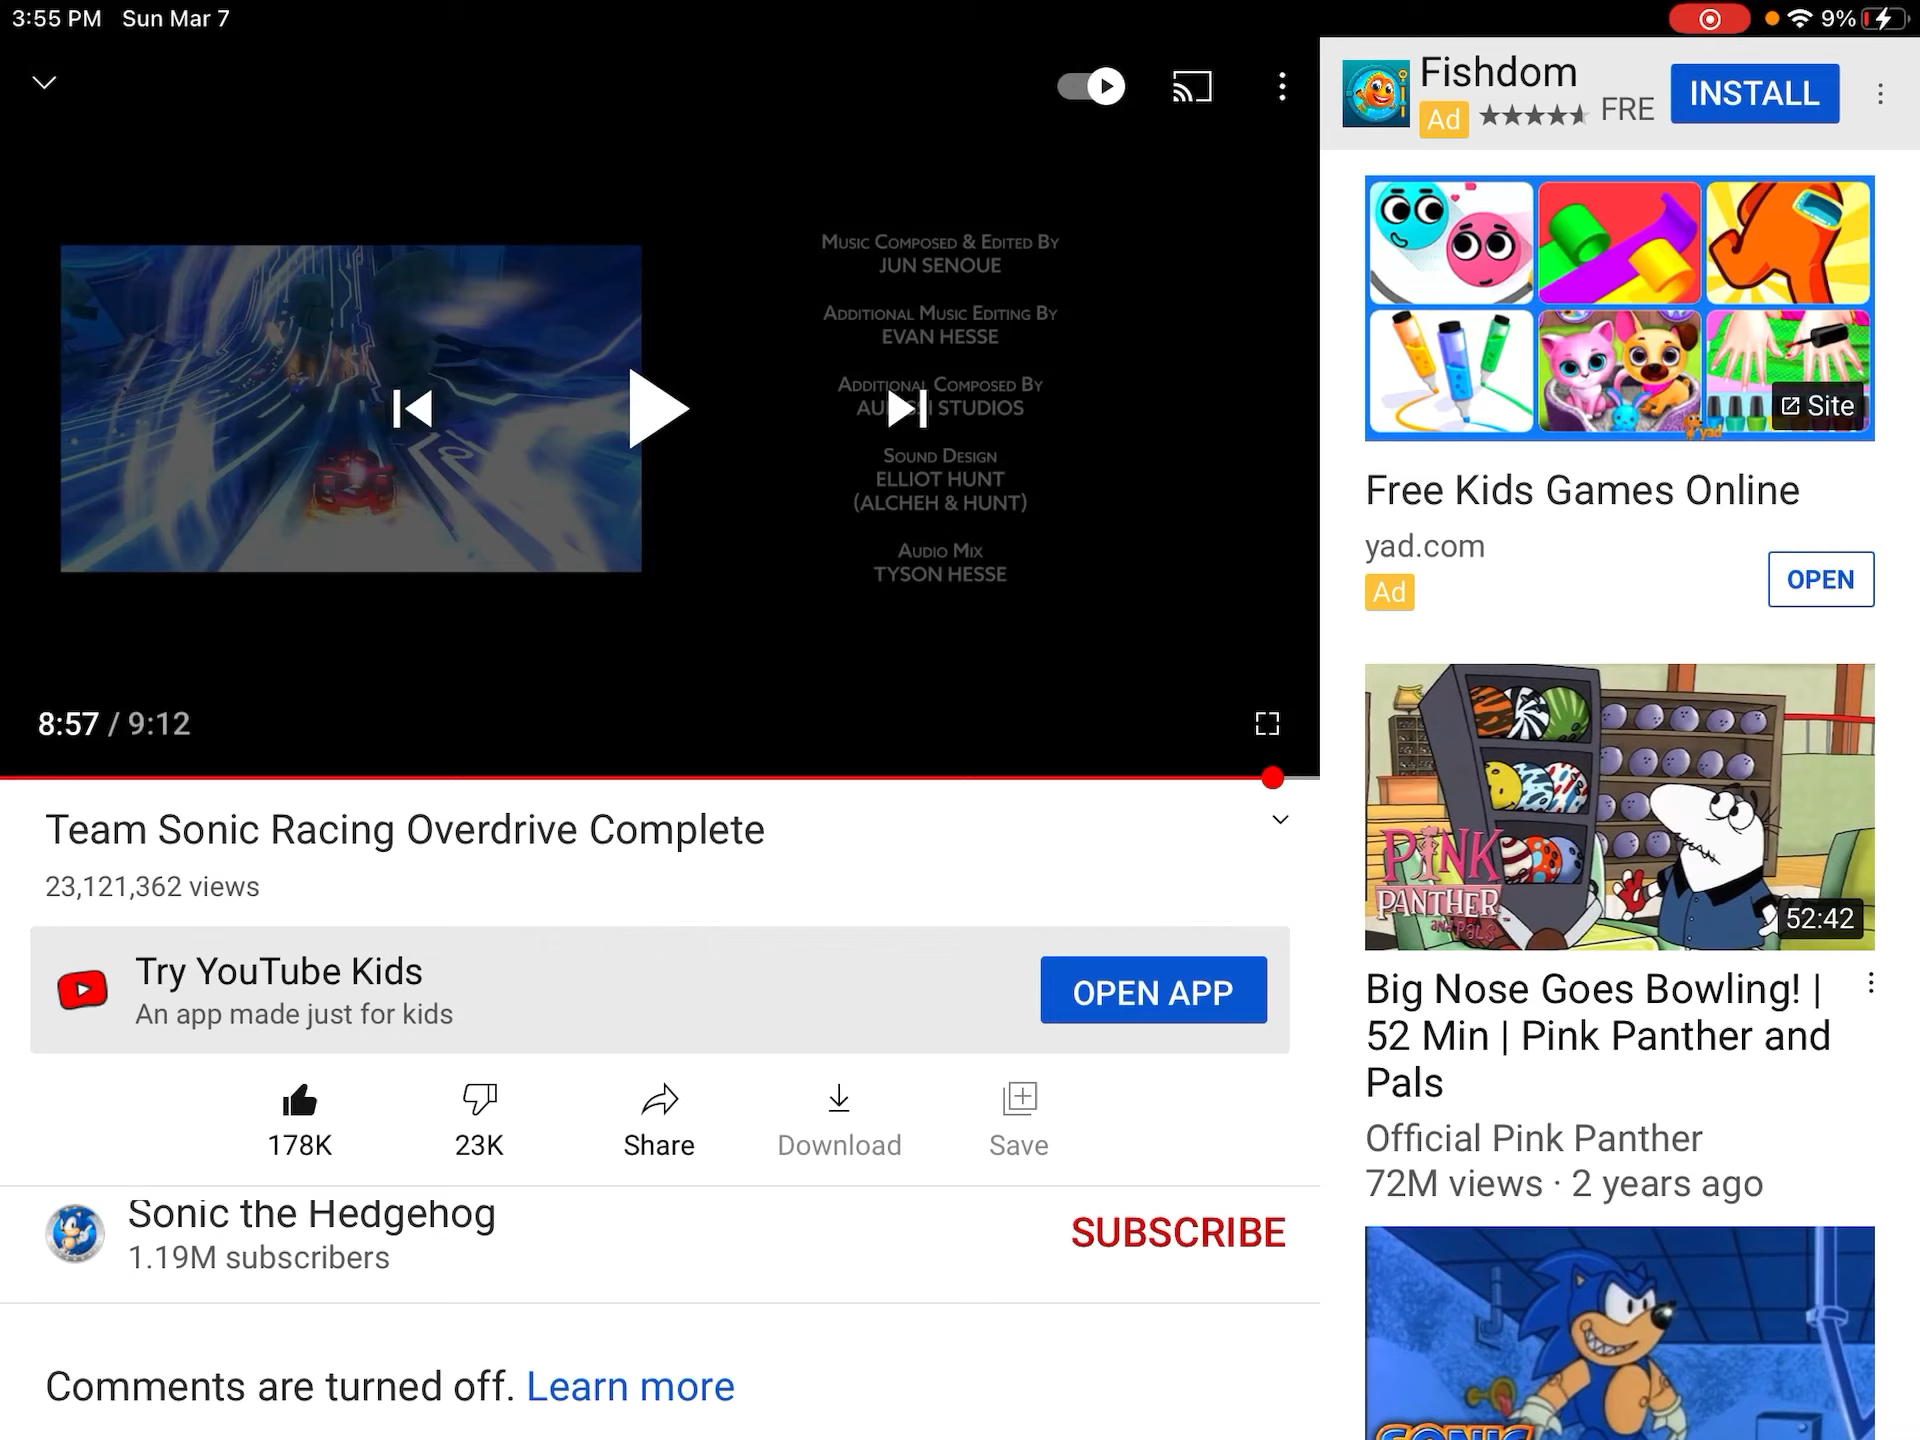 3:55 PM Sun Mar 7
9%
MUSIC COMPOSED & EDITED BY
JUN SENOUE
ADDITIONAL MUSIC EDITING BY
EVAN HESSE
ADDITIONAL COMPOSED BY
STUDIOS
SOUND DESIGN
ELLIOT HUNT
(ALCHEH & HUNT)
AUDIO MIX
TYSON HESSE
8:57 / 9:12
Team Sonic Racing Overdrive Complete
23,121,362 views
Try YouTube Kids
An app made just for kids
OPEN APP
178K
23K
Share
Download
Save
Sonic the Hedgehog
1.19M subscribers
SUBSCRIBE
Comments are turned off. Learn more
Fishdom
Ad
FRE
INSTALL
Site
yad
Free Kids Games Online
yad.com
Ad
OPEN
PINK
PANTHER
and PALS
52:42
Big Nose Goes Bowling! |
52 Min | Pink Panther and
Pals
Official Pink Panther
72M views · 2 years ago
SONIC